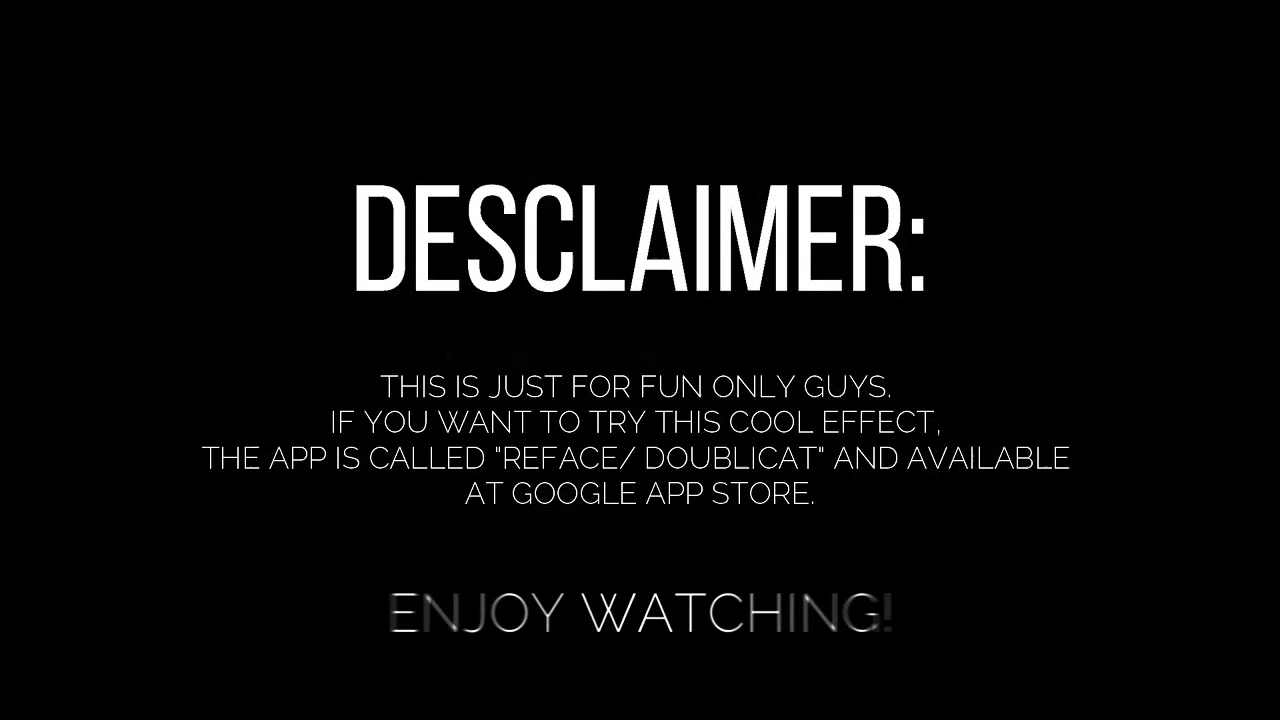 DESCLAIMER:
THIS IS JUST FOR FUN ONLY GUYS.
IF YOU WANT TO TRY THIS COOL EFFECT,
THE APP IS CALLED "REFACE/ DOUBLICAT" AND AVAILABLE
AT GOOGLE APP STORE.
ENJOY WATCHING!